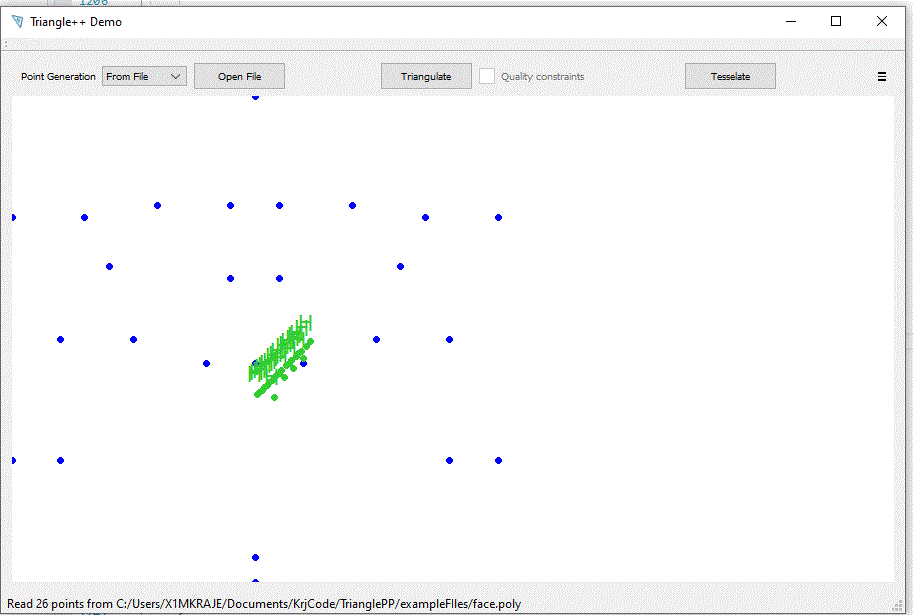 1206
Triangle++ Demo
Point Generation From File Open File Triangulate Quality constraints Tesselate
Read 26 points from C:/Users/X1MKRAJE/Documents/KrjCode/TrianglePP/exampleFIles/face.poly